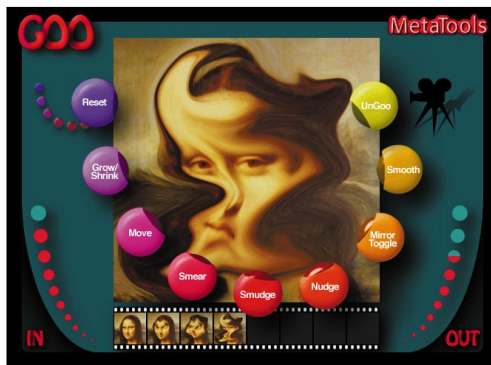 GOO
MetaTools
Reset
UnGoo
Grow/
Shrink
Smooth
Move
Mirror
Toggle
Smear
Smudge
Nudge
IN
OUT